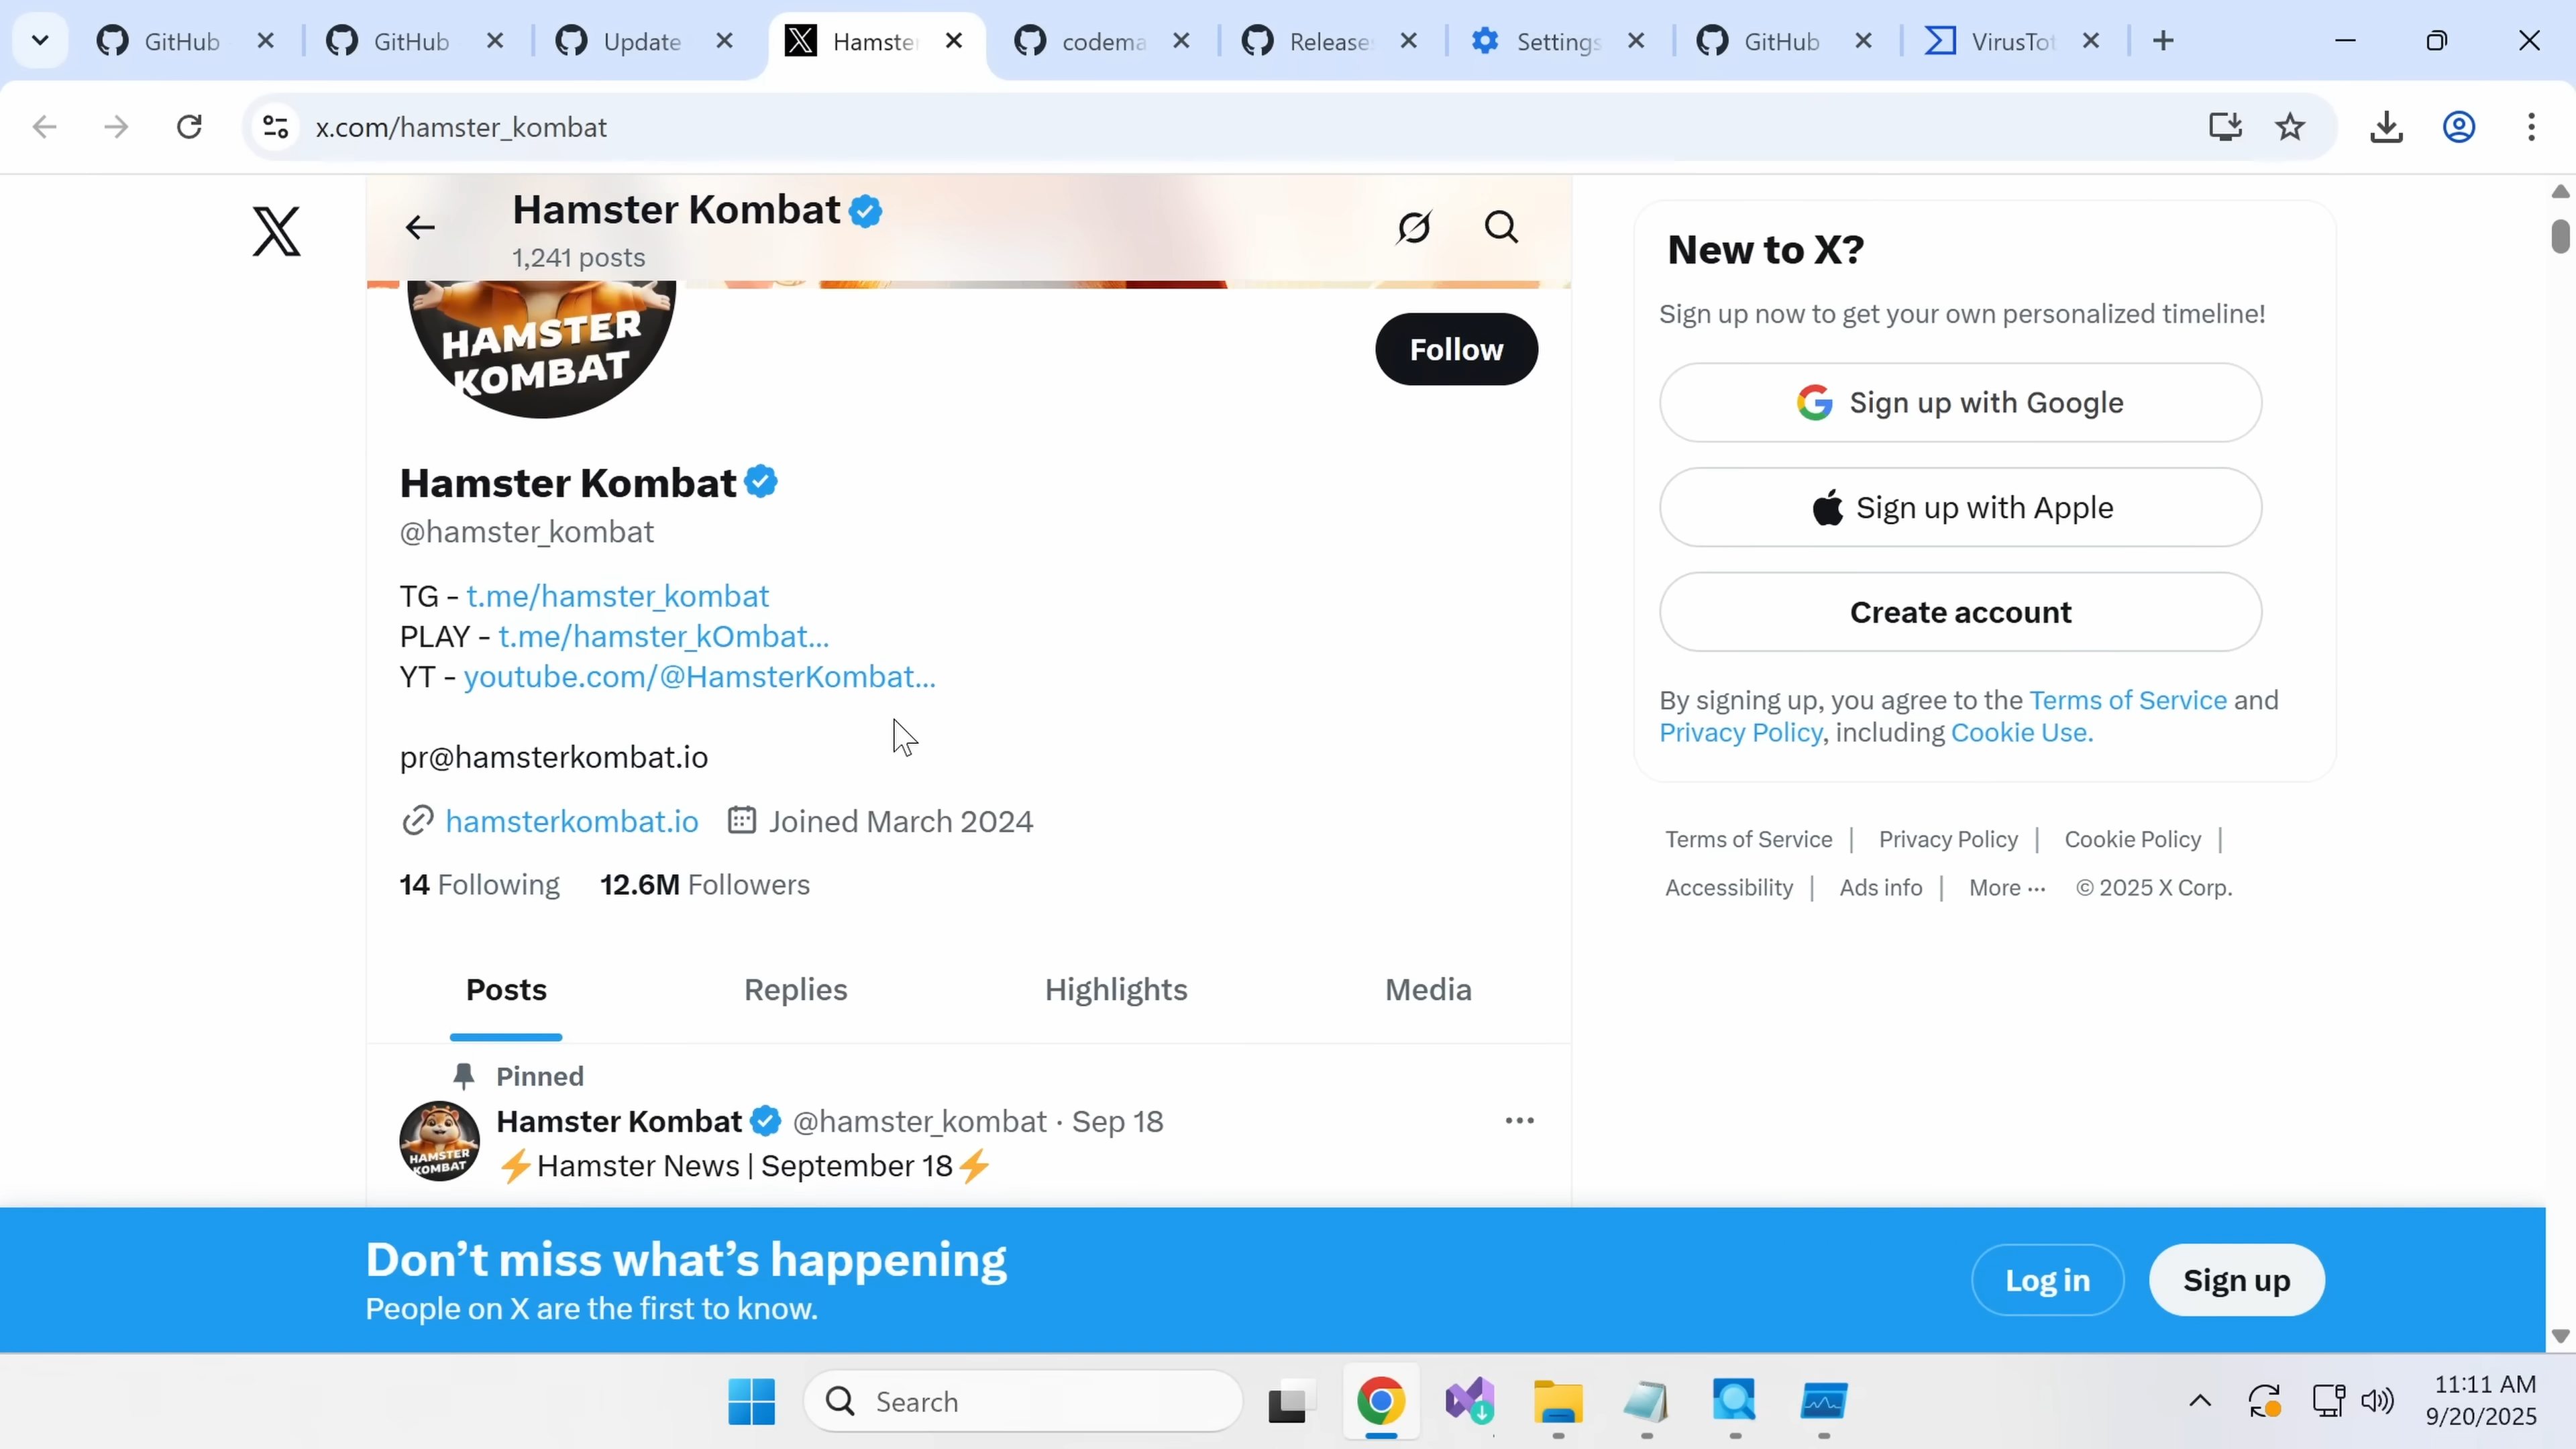 GitHub
GitHub
Update
Hamste
codema
Release
Settings
GitHub
VirusTot
x.com/hamster_kombat
Hamster Kombat
1,241 posts
HAMSTER
KOMBAT
Follow
Hamster Kombat
@hamster_kombat
TG - t.me/hamster_kombat
PLAY - t.me/hamster_kOmbat...
YT - youtube.com/@HamsterKombat...
pr@hamsterkombat.io
hamsterkombat.io Joined March 2024
14 Following 12.6M Followers
Posts Replies Highlights Media
Pinned
Hamster Kombat @hamster_kombat · Sep 18
⚡Hamster News | September 18⚡
HAMSTER
KOMBAT
New to X?
Sign up now to get your own personalized timeline!
Sign up with Google
Sign up with Apple
Create account
By signing up, you agree to the Terms of Service and
Privacy Policy, including Cookie Use.
Terms of Service | Privacy Policy | Cookie Policy |
Accessibility | Ads info | More ··· © 2025 X Corp.
Don’t miss what’s happening
People on X are the first to know.
Log in
Sign up
Search
11:11 AM
9/20/2025